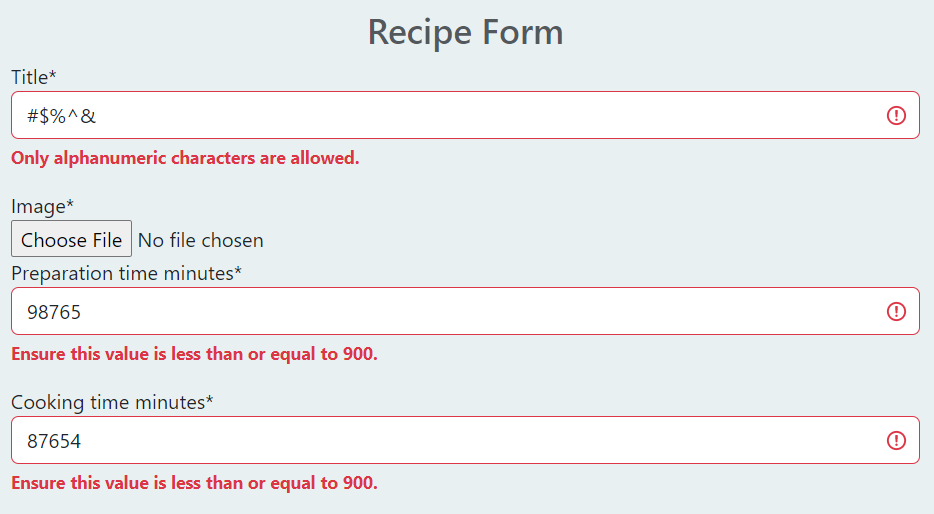 Recipe Form
Title*
#$%^&
Only alphanumeric characters are allowed.
Image*
Choose File No file chosen
Preparation time minutes*
98765
Ensure this value is less than or equal to 900.
Cooking time minutes*
87654
Ensure this value is less than or equal to 900.